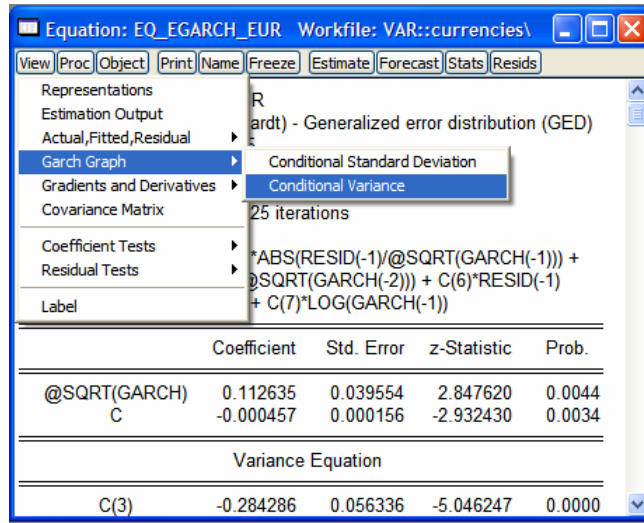 Equation: EQ_EGARCH_EUR Workfile: VAR::currencies\
View Proc Object Print Name Freeze Estimate Forecast Stats Resids
Representations
Estimation Output
Actual,Fitted,Residual
Garch Graph
Gradients and Derivatives
Covariance Matrix
Coefficient Tests
Residual Tests
Label
Conditional Standard Deviation
Conditional Variance
R
ardt) - Generalized error distribution (GED)
25 iterations
*ABS(RESID(-1)/@SQRT(GARCH(-1))) +
@SQRT(GARCH(-2))) + C(6)*RESID(-1)
+ C(7)*LOG(GARCH(-1))
Coefficient Std. Error z-Statistic Prob.
@SQRT(GARCH) 0.112635 0.039554 2.847620 0.0044
C -0.000457 0.000156 -2.932430 0.0034
Variance Equation
C(3) -0.284286 0.056336 -5.046247 0.0000